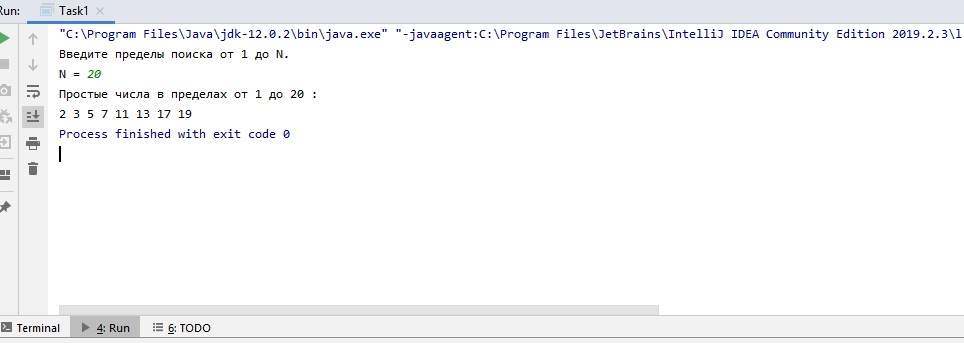 Run: Task1
"C:\Program Files\Java\jdk-12.0.2\bin\java.exe" "-javaagent:C:\Program Files\JetBrains\IntelliJ IDEA Community Edition 2019.2.3\l
Введите пределы поиска от 1 до N.
N = 20
Простые числа в пределах от 1 до 20 :
2 3 5 7 11 13 17 19
Process finished with exit code 0
Terminal 4: Run 6: TODO